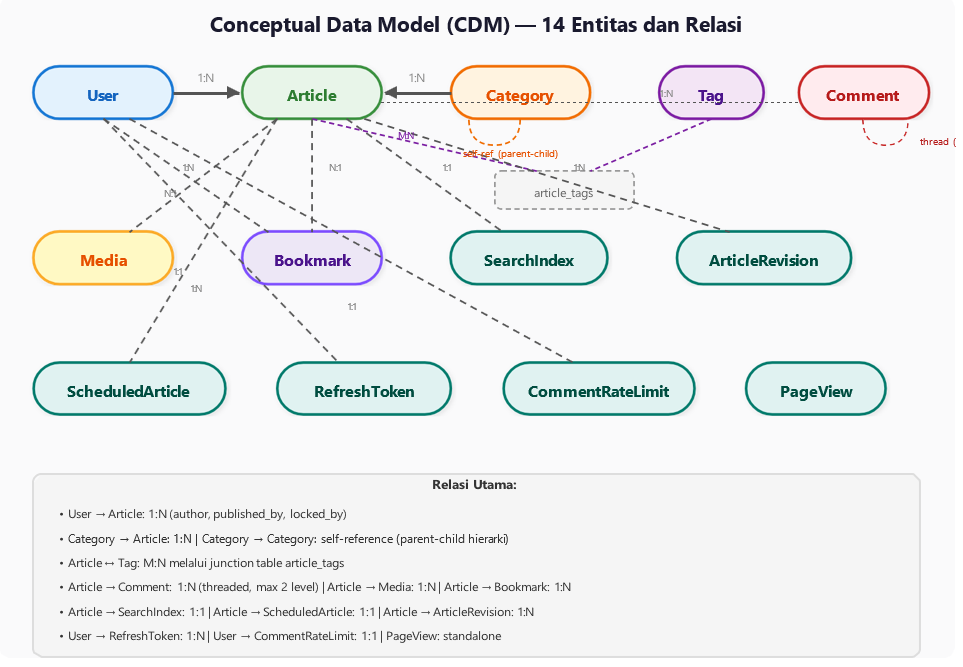 Conceptual Data Model (CDM) — 14 Entitas dan Relasi
User
1:N
Article
1:N
Category
1:N
Tag
Comment
M:N
self-ref (parent-child)
thread (
1:N
N:1
1:1
1:N
N:1
article_tags
Media
Bookmark
SearchIndex
ArticleRevision
1:1
1:N
1:1
ScheduledArticle
RefreshToken
CommentRateLimit
PageView
Relasi Utama:
• User → Article: 1:N (author, published_by, locked_by)
• Category → Article: 1:N | Category → Category: self-reference (parent-child hierarki)
• Article ↔ Tag: M:N melalui junction table article_tags
• Article → Comment: 1:N (threaded, max 2 level) | Article → Media: 1:N | Article → Bookmark: 1:N
• Article → SearchIndex: 1:1 | Article → ScheduledArticle: 1:1 | Article → ArticleRevision: 1:N
• User → RefreshToken: 1:N | User → CommentRateLimit: 1:1 | PageView: standalone